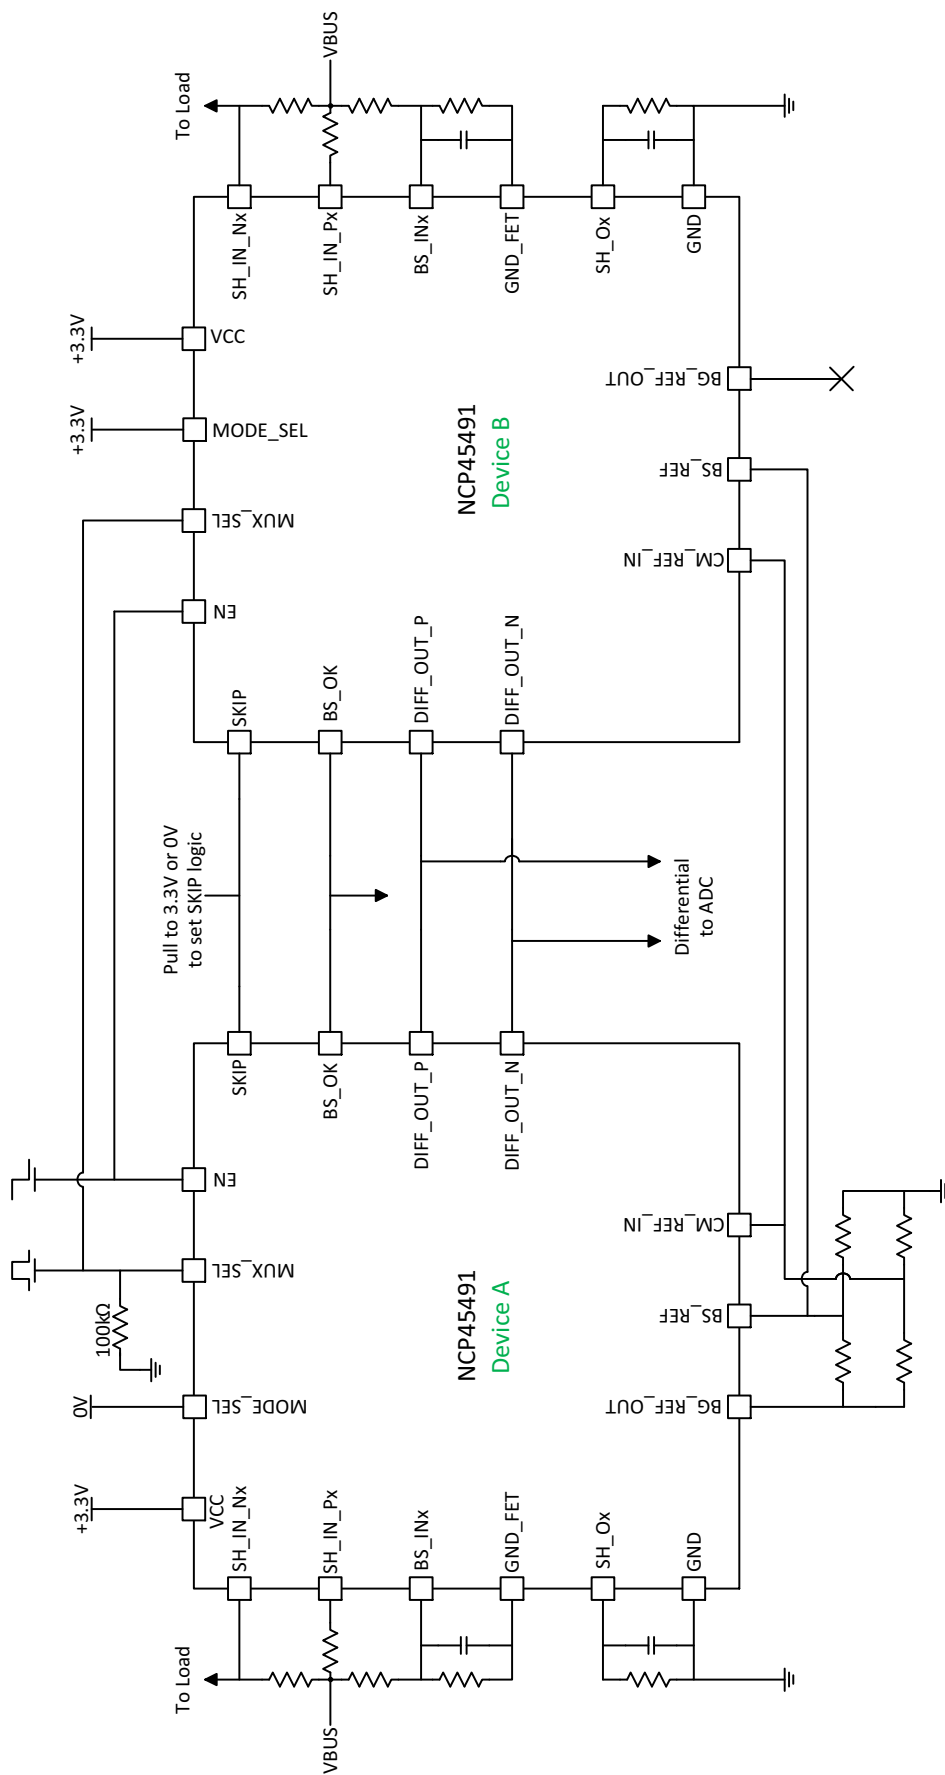 VBUS
To Load
SH_IN_Nx
SH_IN_Px
BS_INx
GND_FET
SH_Ox
GND
+3.3V
VCC
+3.3V
MODE_SEL
MUX_SEL
EN
BG_REF_OUT
BS_REF
CM_REF_IN
NCP45491
Device B
SKIP
BS_OK
DIFF_OUT_P
DIFF_OUT_N
Pull to 3.3V or 0V
to set SKIP logic
Differential
to ADC
SKIP
BS_OK
DIFF_OUT_P
DIFF_OUT_N
EN
MUX_SEL
100kΩ
0V
MODE_SEL
+3.3V
VCC
CM_REF_IN
BS_REF
BG_REF_OUT
NCP45491
Device A
SH_IN_Nx
SH_IN_Px
BS_INx
GND_FET
SH_Ox
GND
To Load
VBUS